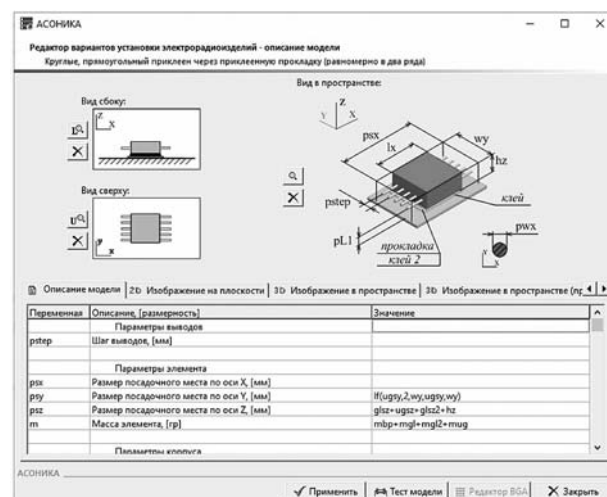 АСОНИКА
Редактор вариантов установки электрорадиоизделий - описание модели
Круглые, прямоугольный приклеен через приклеенную прокладку (равномерно в два ряда)
Вид сбоку:
Z
X
Вид сверху:
y
x
Вид в пространстве:
Z
Y
X
psx
wy
lx
hz
pstep
клей
pL1
прокладка
клей 2
pwx
Y
X
Описание модели 2D Изображение на плоскости 3D Изображение в пространстве 3D Изображение в пространстве (пр
Переменная Описание, [размерность] Значение
Параметры выводов
pstep Шаг выводов, [мм]
Параметры элемента
psx Размер посадочного места по оси X, [мм]
psy Размер посадочного места по оси Y, [мм] If(ugsy,2,wy,ugsy,wy)
psz Размер посадочного места по оси Z, [мм] glsz+ugsz+glsz2+hz
m Масса элемента, [гр] mbp+mgl+mgl2+mug
Параметры корпуса
АСОНИКА
Применить Тест модели Редактор BGA Закрыть